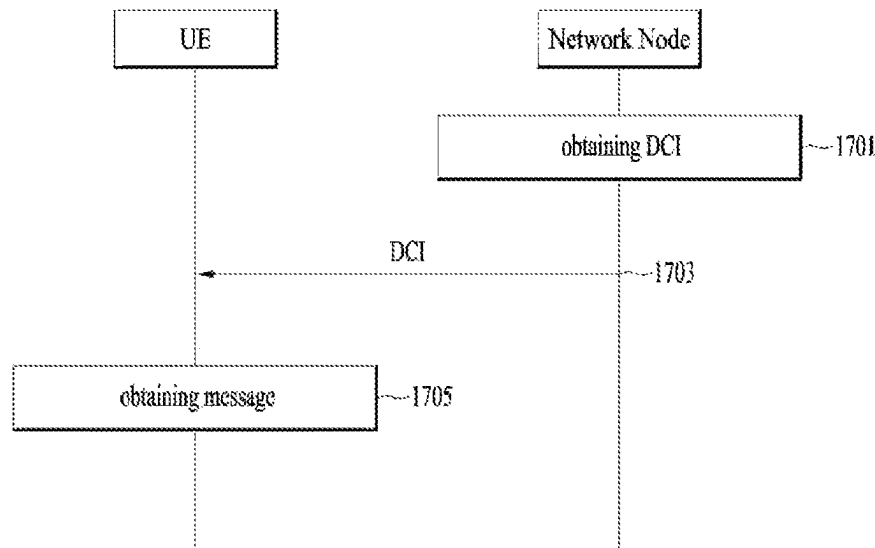 UE
Network Node
obtaining DCI
1701
DCI
1703
obtaining message
1705